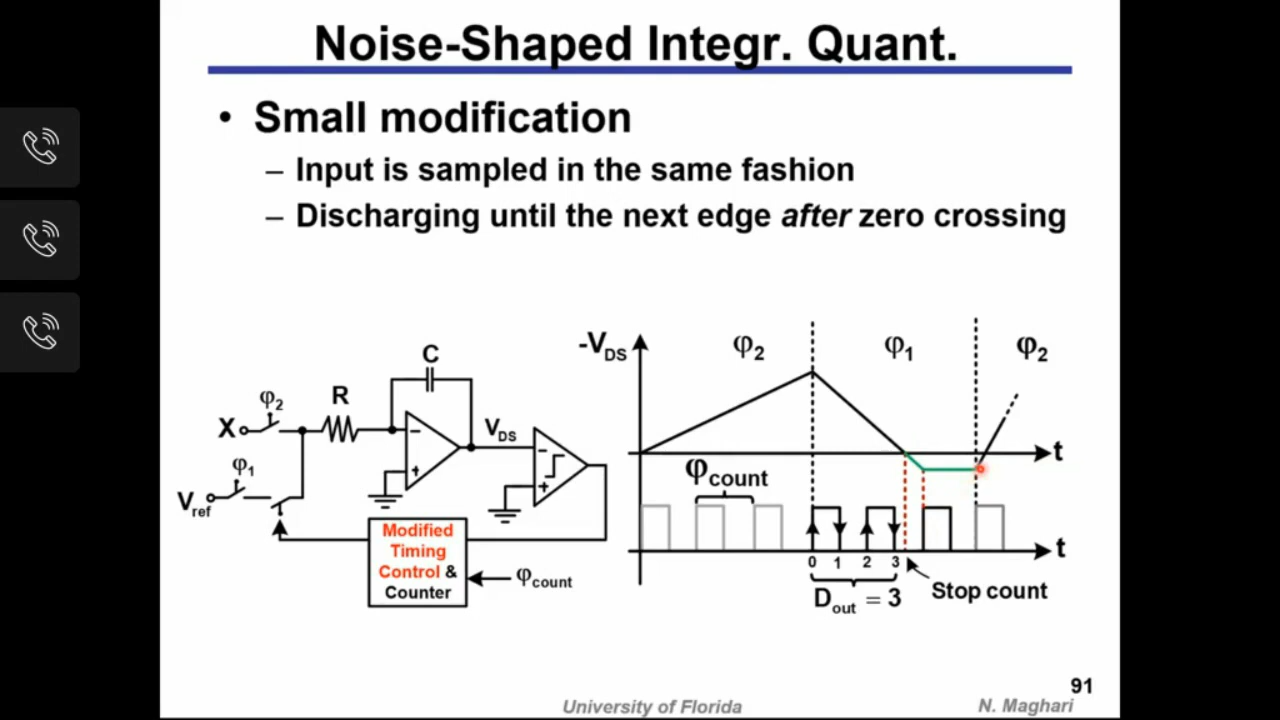 Noise-Shaped Integr. Quant.
• Small modification
– Input is sampled in the same fashion
– Discharging until the next edge after zero crossing
C
R
φ2
X
φ1
Vref
VDS
−
+
−
+
Modified
Timing
Control &
Counter
φcount
-VDS
φ2
φ1
φ2
t
φcount
t
0 1 2 3
Dout = 3
Stop count
91
University of Florida
N. Maghari